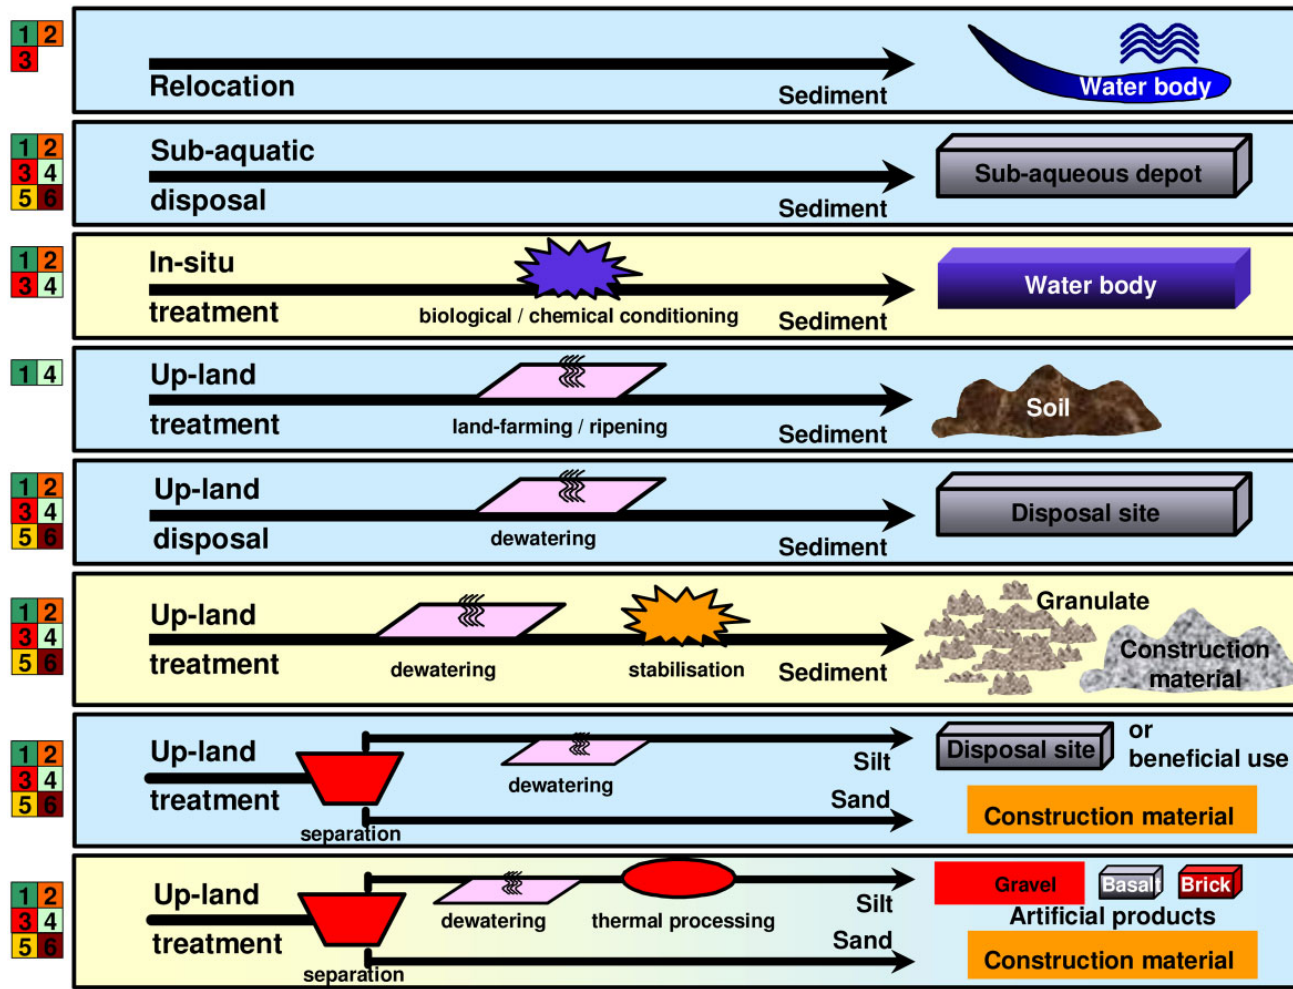 1 2
3
Relocation
Sediment
Water body
1 2
3 4
5 6
Sub-aquatic
disposal
Sediment
Sub-aqueous depot
1 2
3 4
In-situ
treatment
biological / chemical conditioning
Sediment
Water body
1 4
Up-land
treatment
land-farming / ripening
Sediment
Soil
1 2
3 4
5 6
Up-land
disposal
dewatering
Sediment
Disposal site
1 2
3 4
5 6
Up-land
treatment
dewatering
stabilisation
Sediment
Granulate
Construction
material
1 2
3 4
5 6
Up-land
treatment
separation
dewatering
Silt
Sand
Disposal site
or
beneficial use
Construction material
1 2
3 4
5 6
Up-land
treatment
separation
dewatering
thermal processing
Silt
Sand
Gravel
Basalt
Brick
Artificial products
Construction material